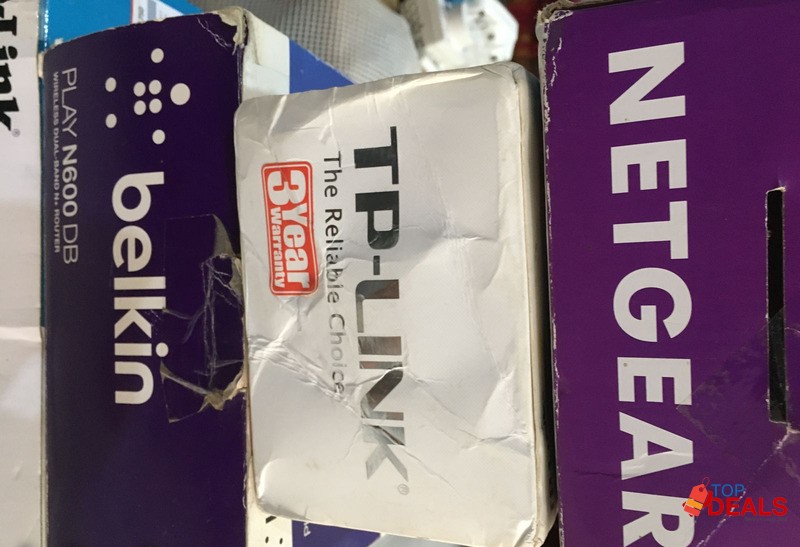 Link®
PLAY N600 DB
WIRELESS DUAL-BAND N+ ROUTER
belkin
TP-LINK®
The Reliable Choice
3 Year
Warranty
NETGEAR
TOP
DEALS